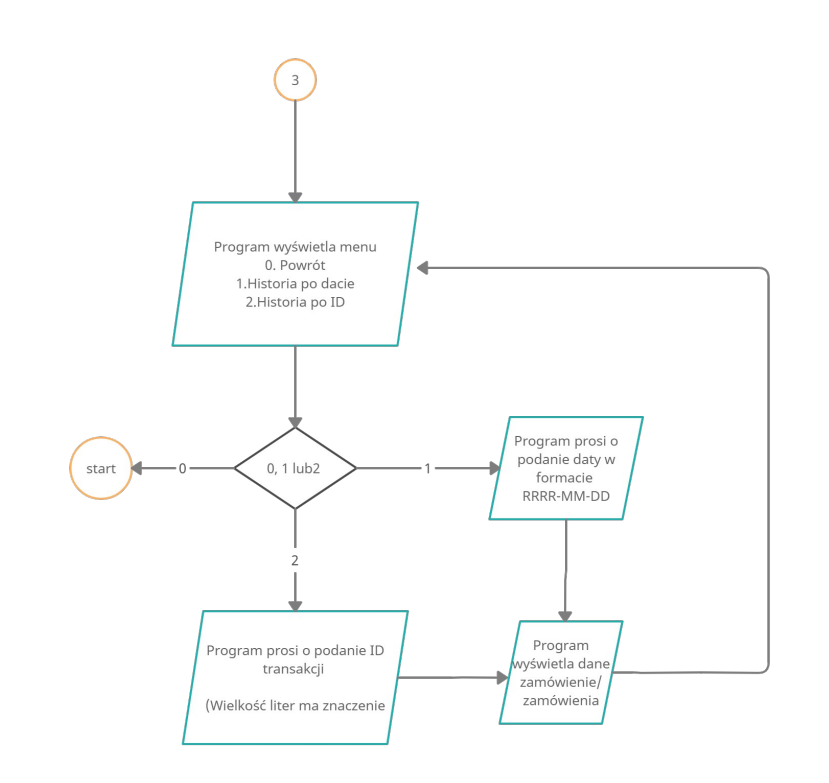 3
Program wyświetla menu
0. Powrót
1.Historia po dacie
2.Historia po ID
start
0
0, 1 lub2
1
Program prosi o
podanie daty w
formacie
RRRR-MM-DD
2
Program prosi o podanie ID
transakcji
(Wielkość liter ma znaczenie
Program
wyświetla dane
zamówienie/
zamówienia